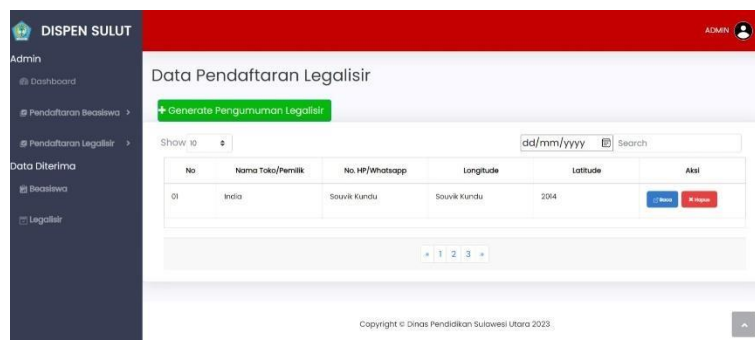 DISPEN SULUT
ADMIN
Admin
Dashboard
Pendaftaran Beasiswa >
Pendaftaran Legalisir >
Data Diterima
Beasiswa
Legalisir
Data Pendaftaran Legalisir
+ Generate Pengumuman Legalisir
Show 10
dd/mm/yyyy
Search
No Nama Toko/Pemilik No. HP/Whatsapp Longitude Latitude Aksi
01 India Souvik Kundu Souvik Kundu 2014 Baca Hapus
« 1 2 3 »
Copyright © Dinas Pendidikan Sulawesi Utara 2023